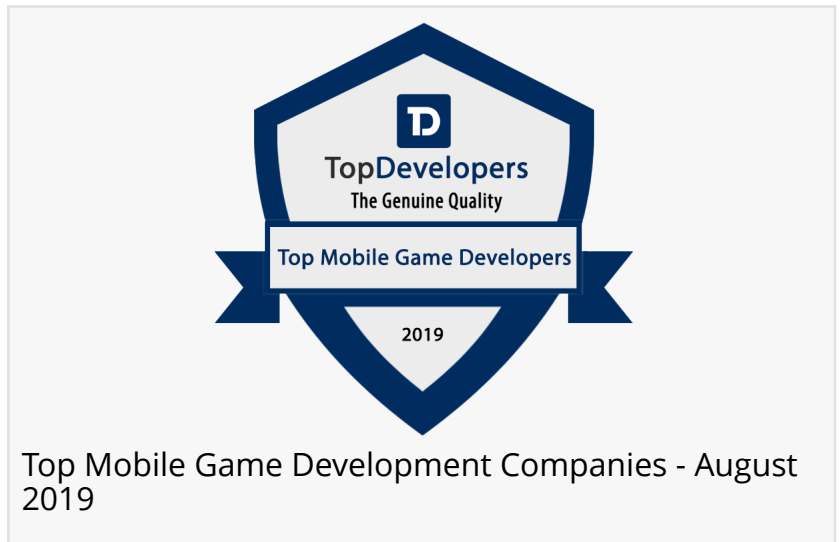 TD
TopDevelopers
The Genuine Quality
Top Mobile Game Developers
2019
Top Mobile Game Development Companies - August
2019